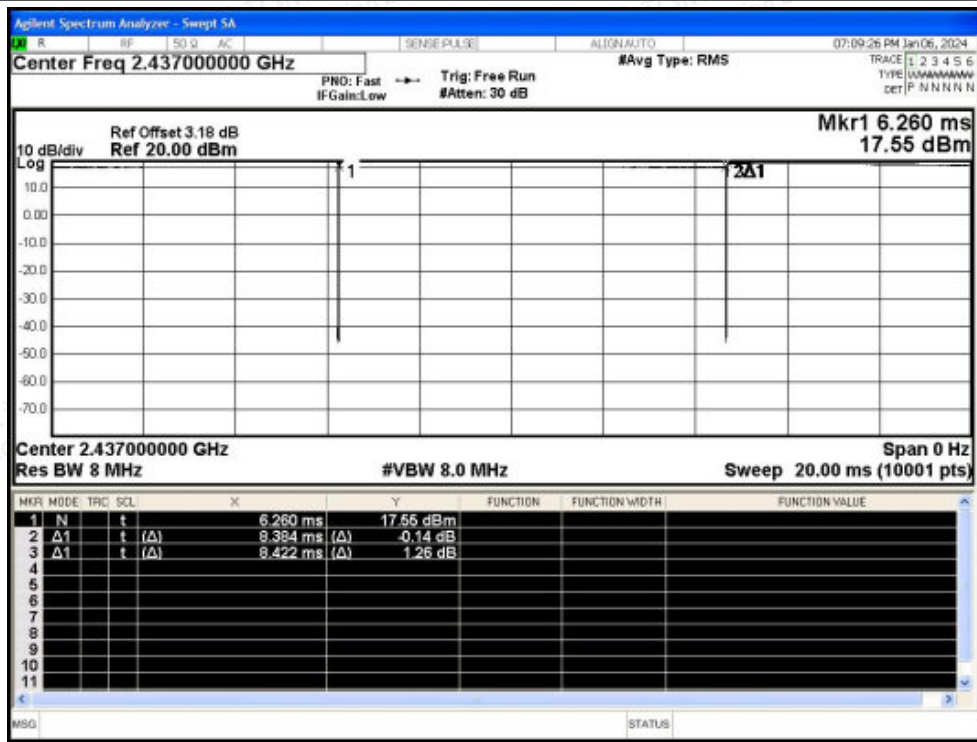 Agilent Spectrum Analyzer - Swept SA
R RF 50 Ω AC SENSE:PULSE ALIGNAUTO 07:09:26 PM Jan 06, 2024
Center Freq 2.437000000 GHz #Avg Type: RMS TRACE 1 2 3 4 5 6
PNO: Fast Trig: Free Run TYPE WWWWWW
IFGain:Low #Atten: 30 dB DET P N N N N N
Mkr1 6.260 ms
17.55 dBm
Ref Offset 3.18 dB
10 dB/div Ref 20.00 dBm
Log
1 2Δ1
10.0
0.00
-10.0
-20.0
-30.0
-40.0
-50.0
-60.0
-70.0
Center 2.437000000 GHz Span 0 Hz
Res BW 8 MHz #VBW 8.0 MHz Sweep 20.00 ms (10001 pts)
MKR MODE TRC SCL X Y FUNCTION FUNCTION WIDTH FUNCTION VALUE
1 N t 6.260 ms 17.55 dBm
2 Δ1 t (Δ) 8.384 ms (Δ) -0.14 dB
3 Δ1 t (Δ) 8.422 ms (Δ) 1.26 dB
4
5
6
7
8
9
10
11
MSG STATUS